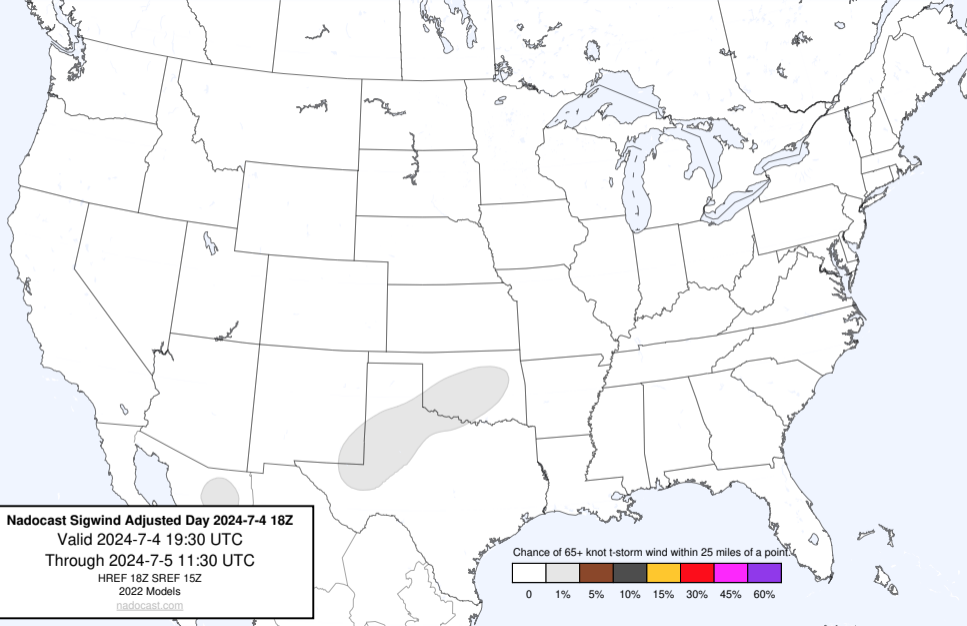 Nadocast Sigwind Adjusted Day 2024-7-4 18Z
Valid 2024-7-4 19:30 UTC
Through 2024-7-5 11:30 UTC
HREF 18Z SREF 15Z
2022 Models
nadocast.com
Chance of 65+ knot t-storm wind within 25 miles of a point.
0 1% 5% 10% 15% 30% 45% 60%